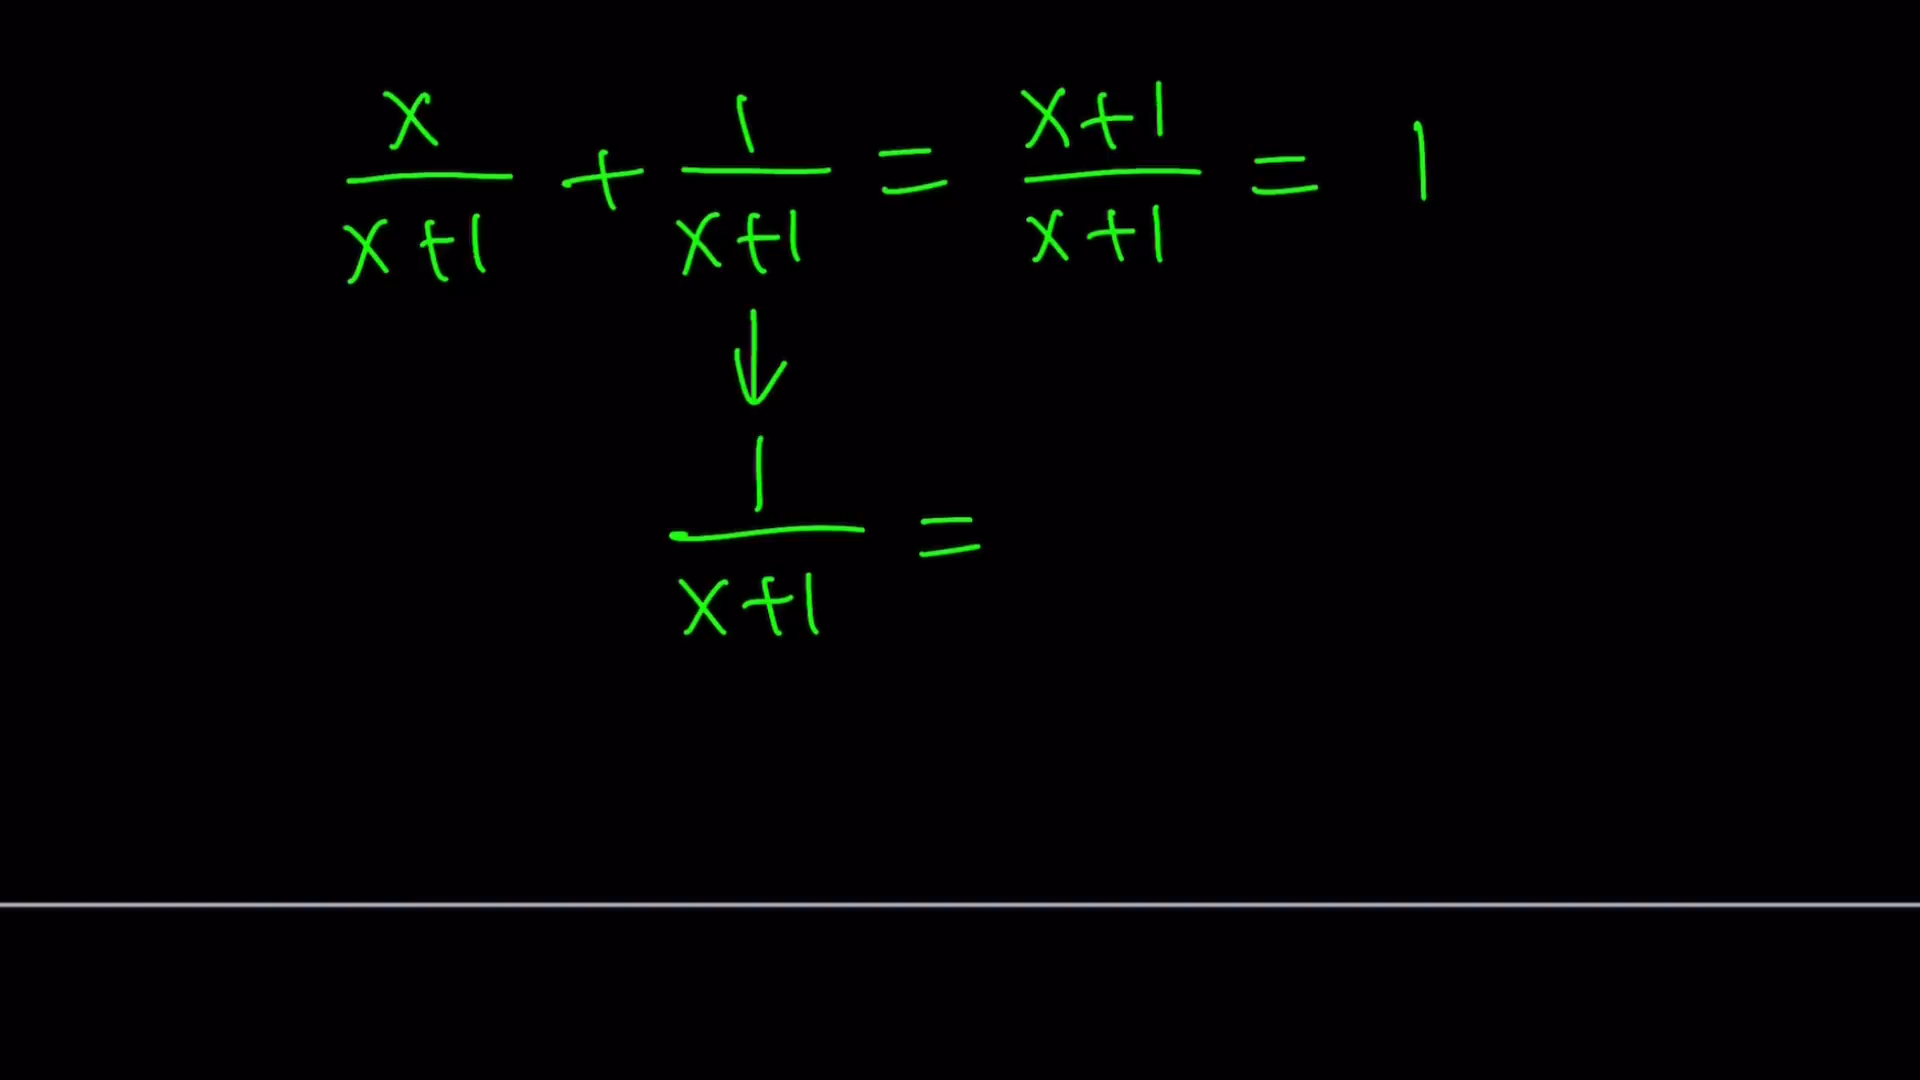 x/(x+1) + 1/(x+1) = (x+1)/(x+1) = 1
↓
1/(x+1) =